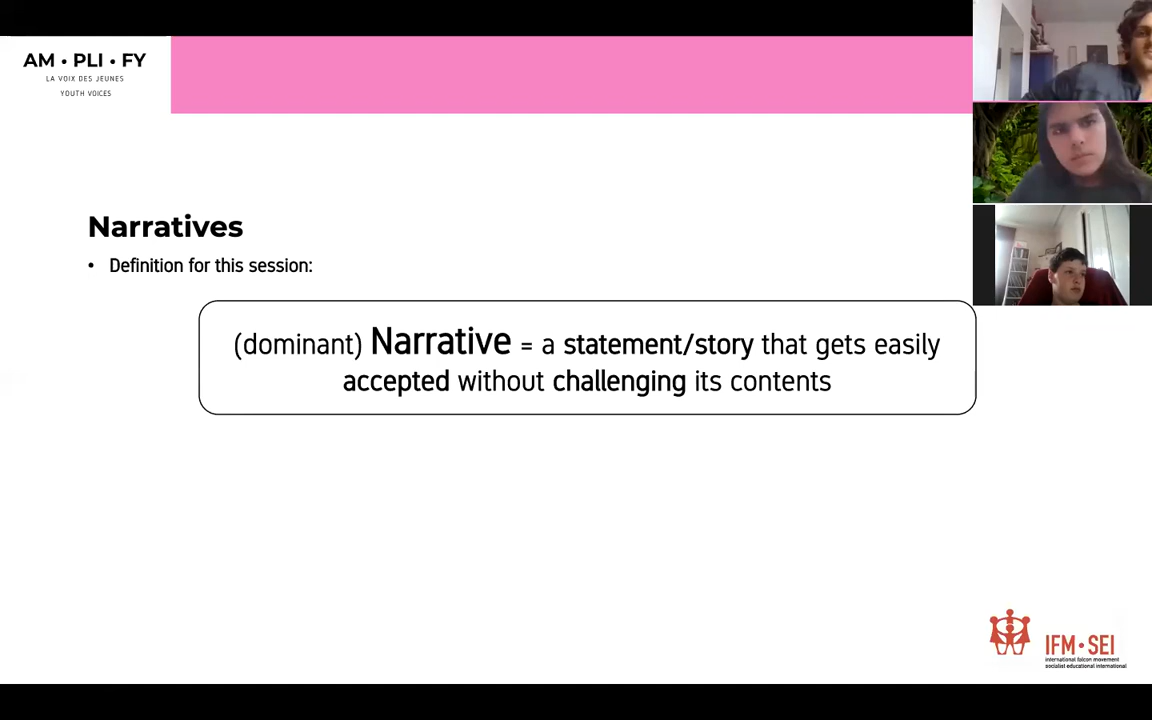 AM • PLI • FY
LA VOIX DES JEUNES
YOUTH VOICES
Narratives
• Definition for this session:
(dominant) Narrative = a statement/story that gets easily
accepted without challenging its contents
IFM • SEI
international falcon movement
socialist educational international